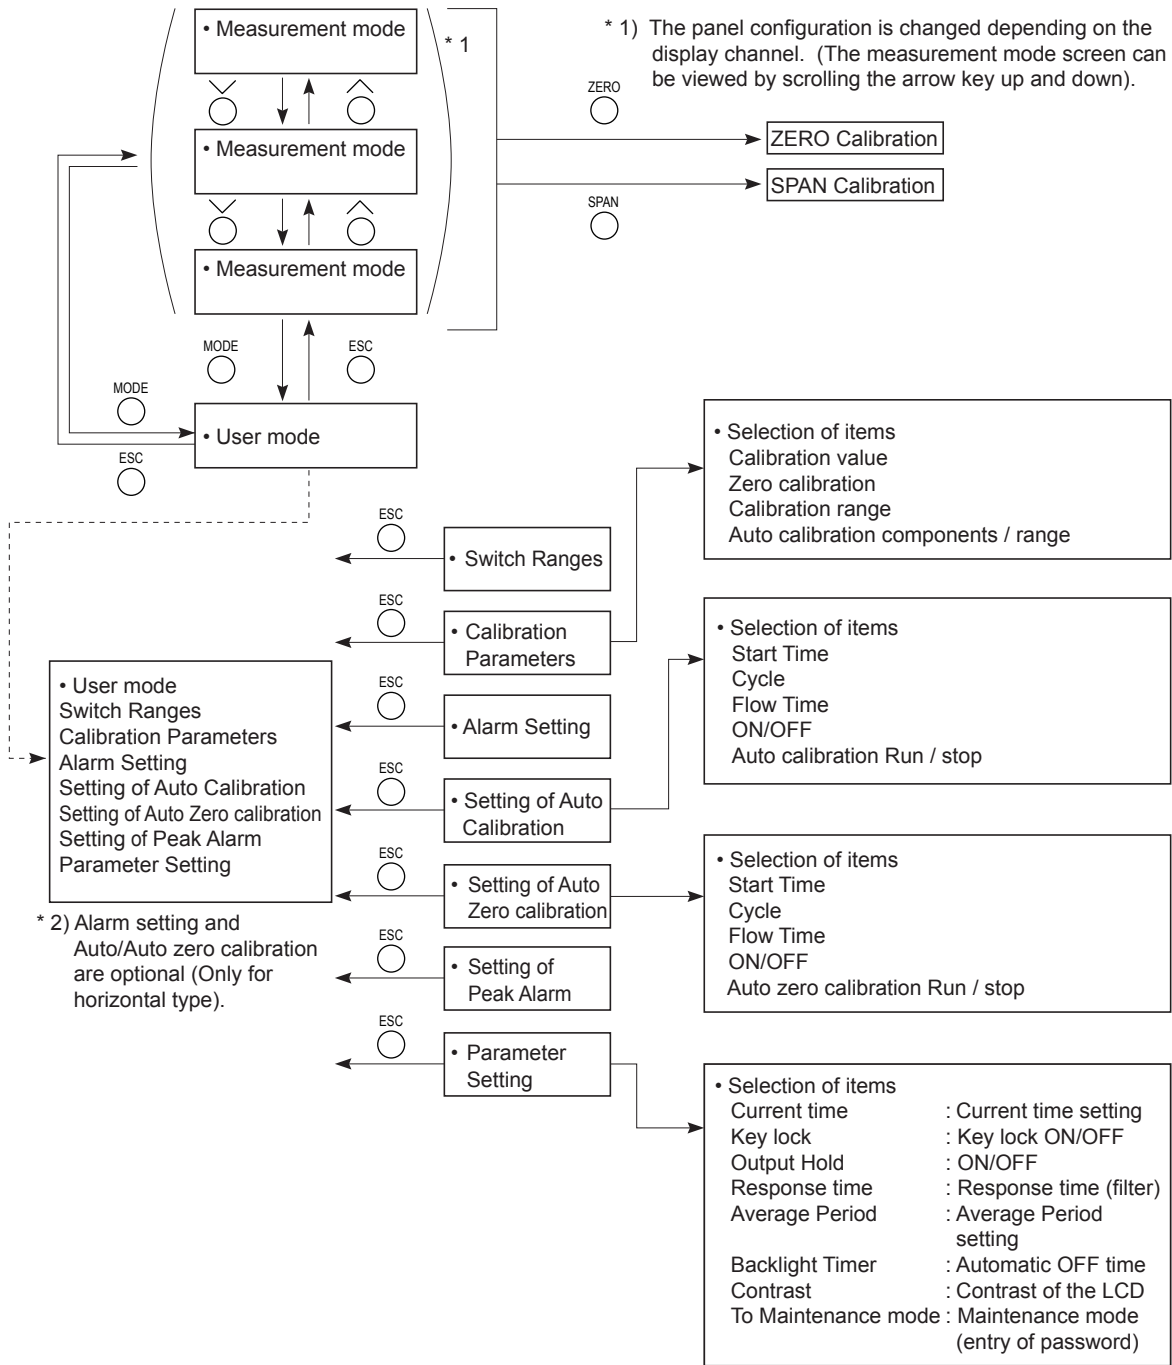 • Measurement mode
* 1
* 1) The panel configuration is changed depending on the
display channel. (The measurement mode screen can
be viewed by scrolling the arrow key up and down).
ZERO
• Measurement mode
ZERO Calibration
SPAN Calibration
SPAN
• Measurement mode
MODE
ESC
MODE
• User mode
ESC
• Selection of items
Calibration value
Zero calibration
Calibration range
Auto calibration components / range
ESC
• Switch Ranges
ESC
• Calibration
Parameters
• Selection of items
Start Time
Cycle
Flow Time
ON/OFF
Auto calibration Run / stop
• User mode
Switch Ranges
Calibration Parameters
Alarm Setting
Setting of Auto Calibration
Setting of Auto Zero calibration
Setting of Peak Alarm
Parameter Setting
ESC
• Alarm Setting
ESC
• Setting of Auto
Calibration
ESC
• Setting of Auto
Zero calibration
• Selection of items
Start Time
Cycle
Flow Time
ON/OFF
Auto zero calibration Run / stop
* 2) Alarm setting and
Auto/Auto zero calibration
are optional (Only for
horizontal type).
ESC
• Setting of
Peak Alarm
ESC
• Parameter
Setting
• Selection of items
Current time : Current time setting
Key lock : Key lock ON/OFF
Output Hold : ON/OFF
Response time : Response time (filter)
Average Period : Average Period
setting
Backlight Timer : Automatic OFF time
Contrast : Contrast of the LCD
To Maintenance mode : Maintenance mode
(entry of password)